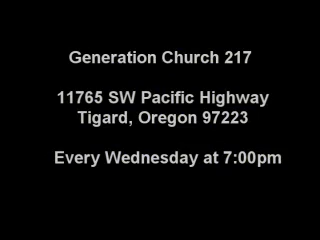 Generation Church 217
11765 SW Pacific Highway
Tigard, Oregon 97223
Every Wednesday at 7:00pm